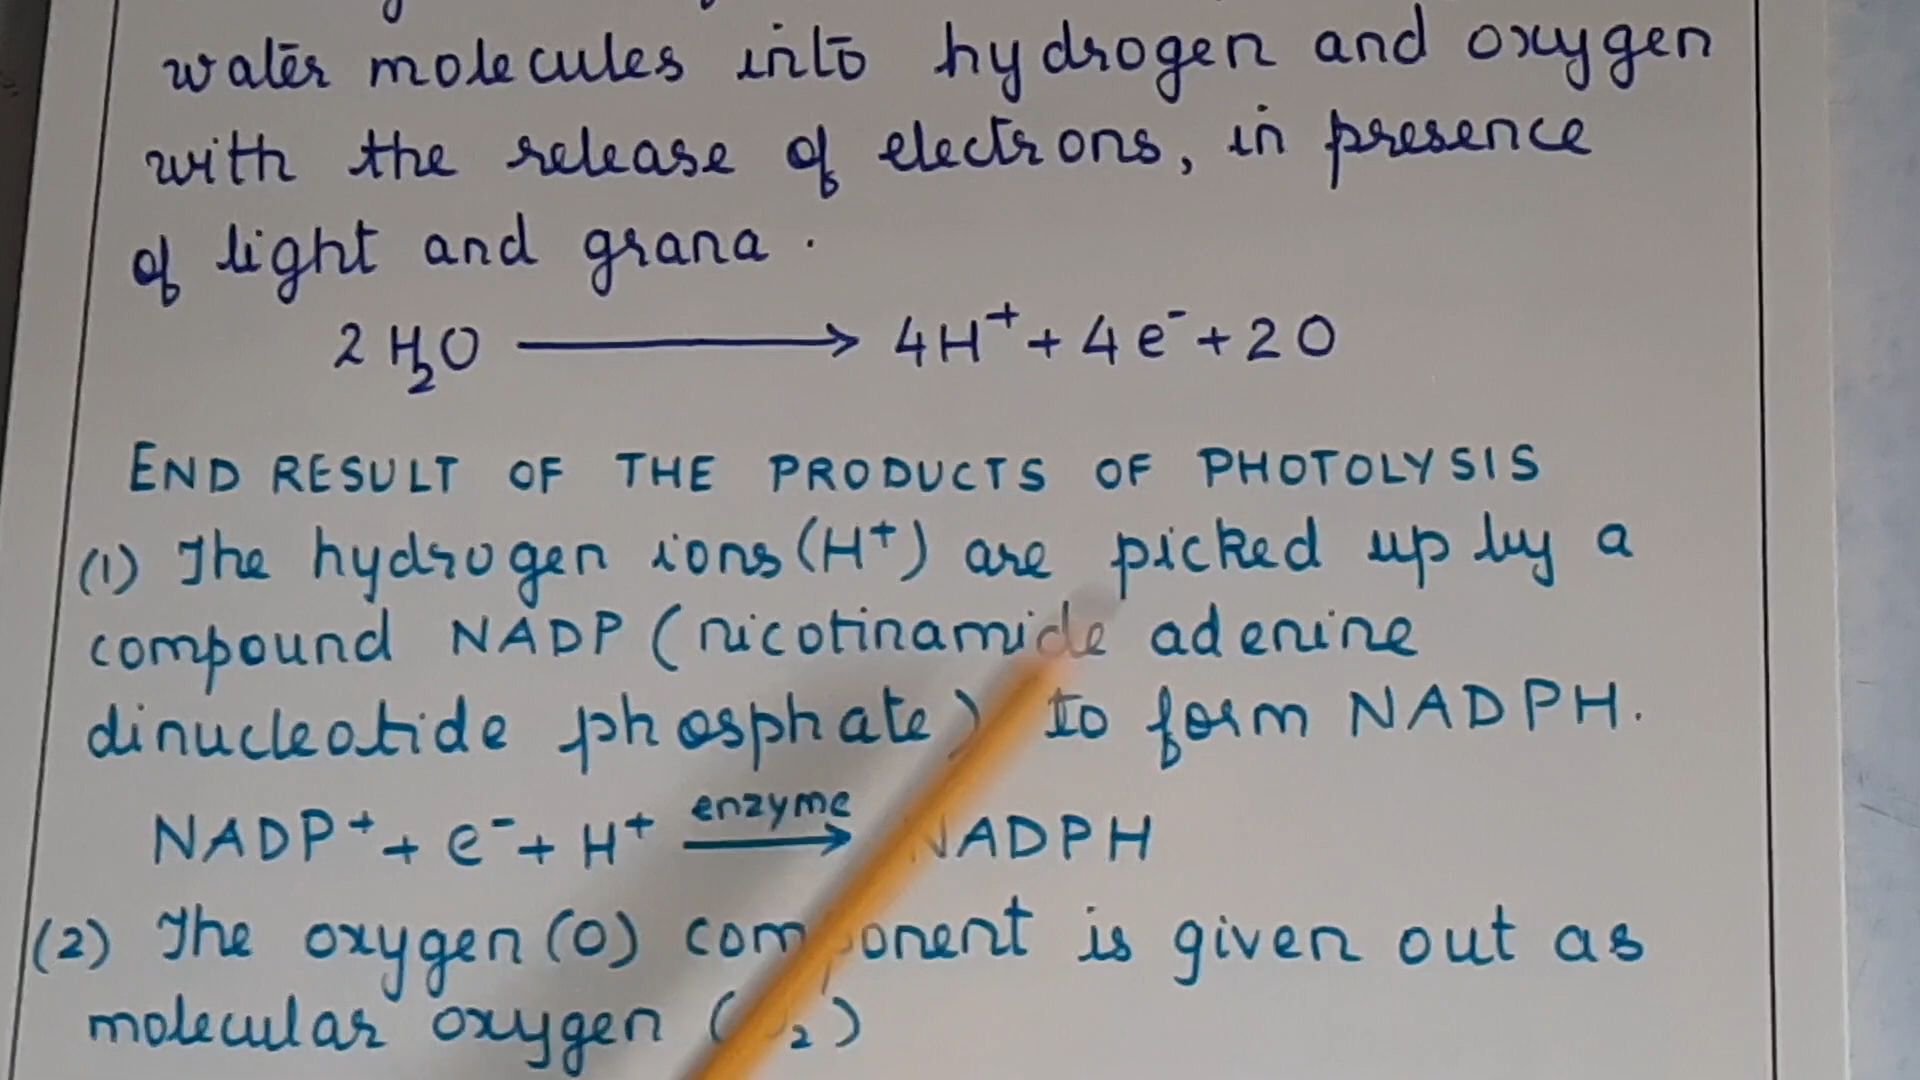 water molecules into hydrogen and oxygen
with the release of electrons, in presence
of light and grana.
2H₂O ⟶ 4H⁺ + 4e⁻ + 2O
END RESULT OF THE PRODUCTS OF PHOTOLYSIS
(1) The hydrogen ions (H⁺) are picked up by a
compound NADP (nicotinamide adenine
dinucleotide phosphate) to form NADPH.
NADP⁺ + e⁻ + H⁺ enzyme⟶ NADPH
(2) The oxygen (O) component is given out as
molecular oxygen (O₂)